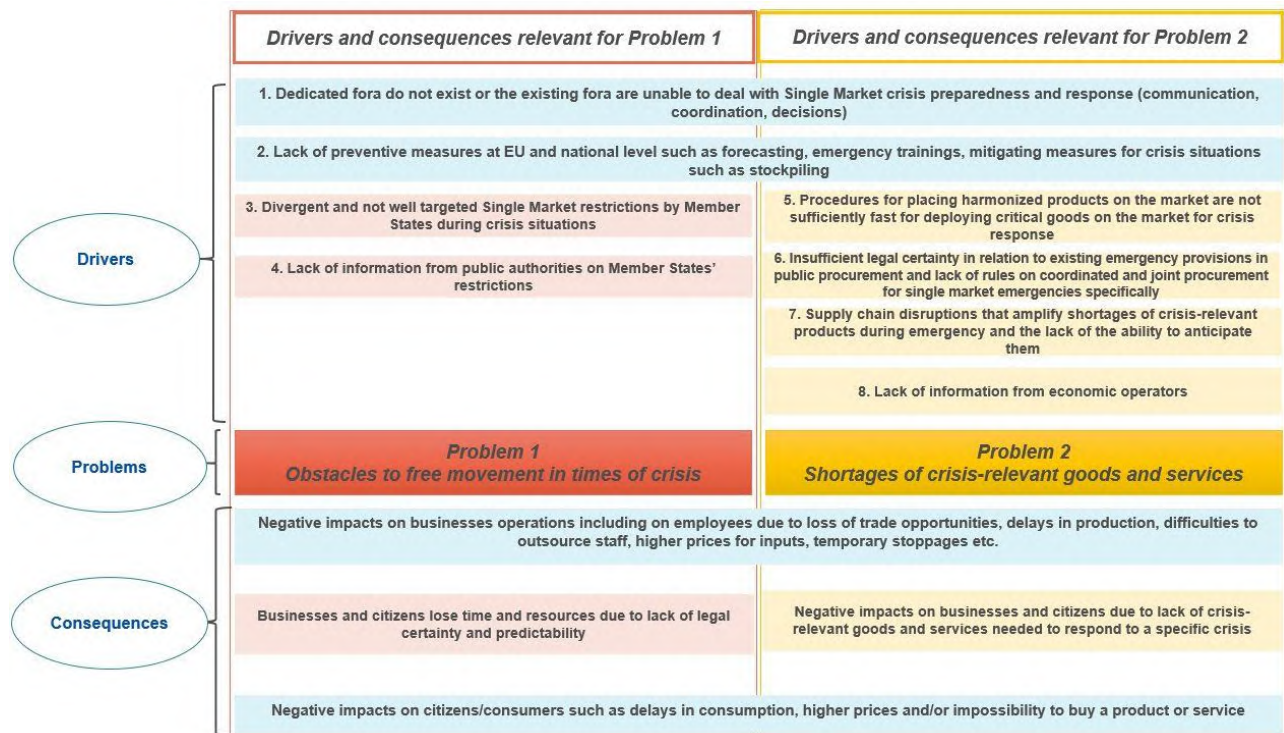 Drivers and consequences relevant for Problem 1
Drivers and consequences relevant for Problem 2
1. Dedicated fora do not exist or the existing fora are unable to deal with Single Market crisis preparedness and response (communication,
coordination, decisions)
2. Lack of preventive measures at EU and national level such as forecasting, emergency trainings, mitigating measures for crisis situations
such as stockpiling
Drivers
3. Divergent and not well targeted Single Market restrictions by Member
States during crisis situations
4. Lack of information from public authorities on Member States’
restrictions
5. Procedures for placing harmonized products on the market are not
sufficiently fast for deploying critical goods on the market for crisis
response
6. Insufficient legal certainty in relation to existing emergency provisions in
public procurement and lack of rules on coordinated and joint procurement
for single market emergencies specifically
7. Supply chain disruptions that amplify shortages of crisis-relevant
products during emergency and the lack of the ability to anticipate
them
8. Lack of information from economic operators
Problems
Problem 1
Obstacles to free movement in times of crisis
Problem 2
Shortages of crisis-relevant goods and services
Negative impacts on businesses operations including on employees due to loss of trade opportunities, delays in production, difficulties to
outsource staff, higher prices for inputs, temporary stoppages etc.
Consequences
Businesses and citizens lose time and resources due to lack of legal
certainty and predictability
Negative impacts on businesses and citizens due to lack of crisis-
relevant goods and services needed to respond to a specific crisis
Negative impacts on citizens/consumers such as delays in consumption, higher prices and/or impossibility to buy a product or service